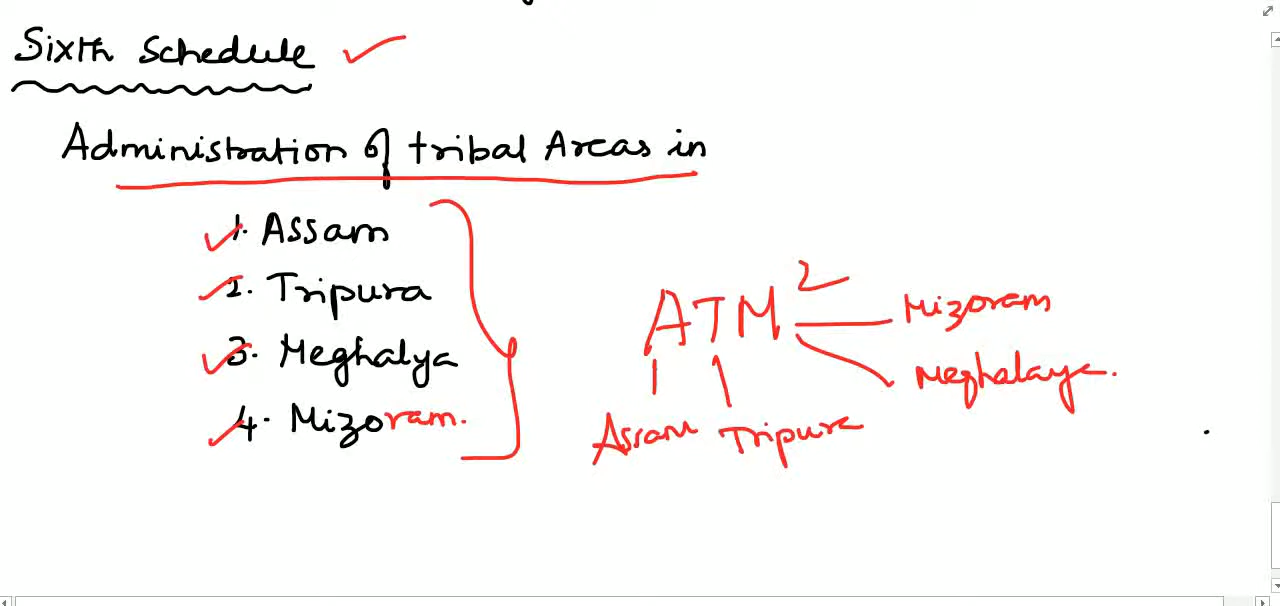 Sixth Schedule
Administration of tribal Areas in
1. Assam
2. Tripura
3. Meghalya
4. Mizoram.
ATM2
Mizoram
Meghalaya.
Assam Tripura